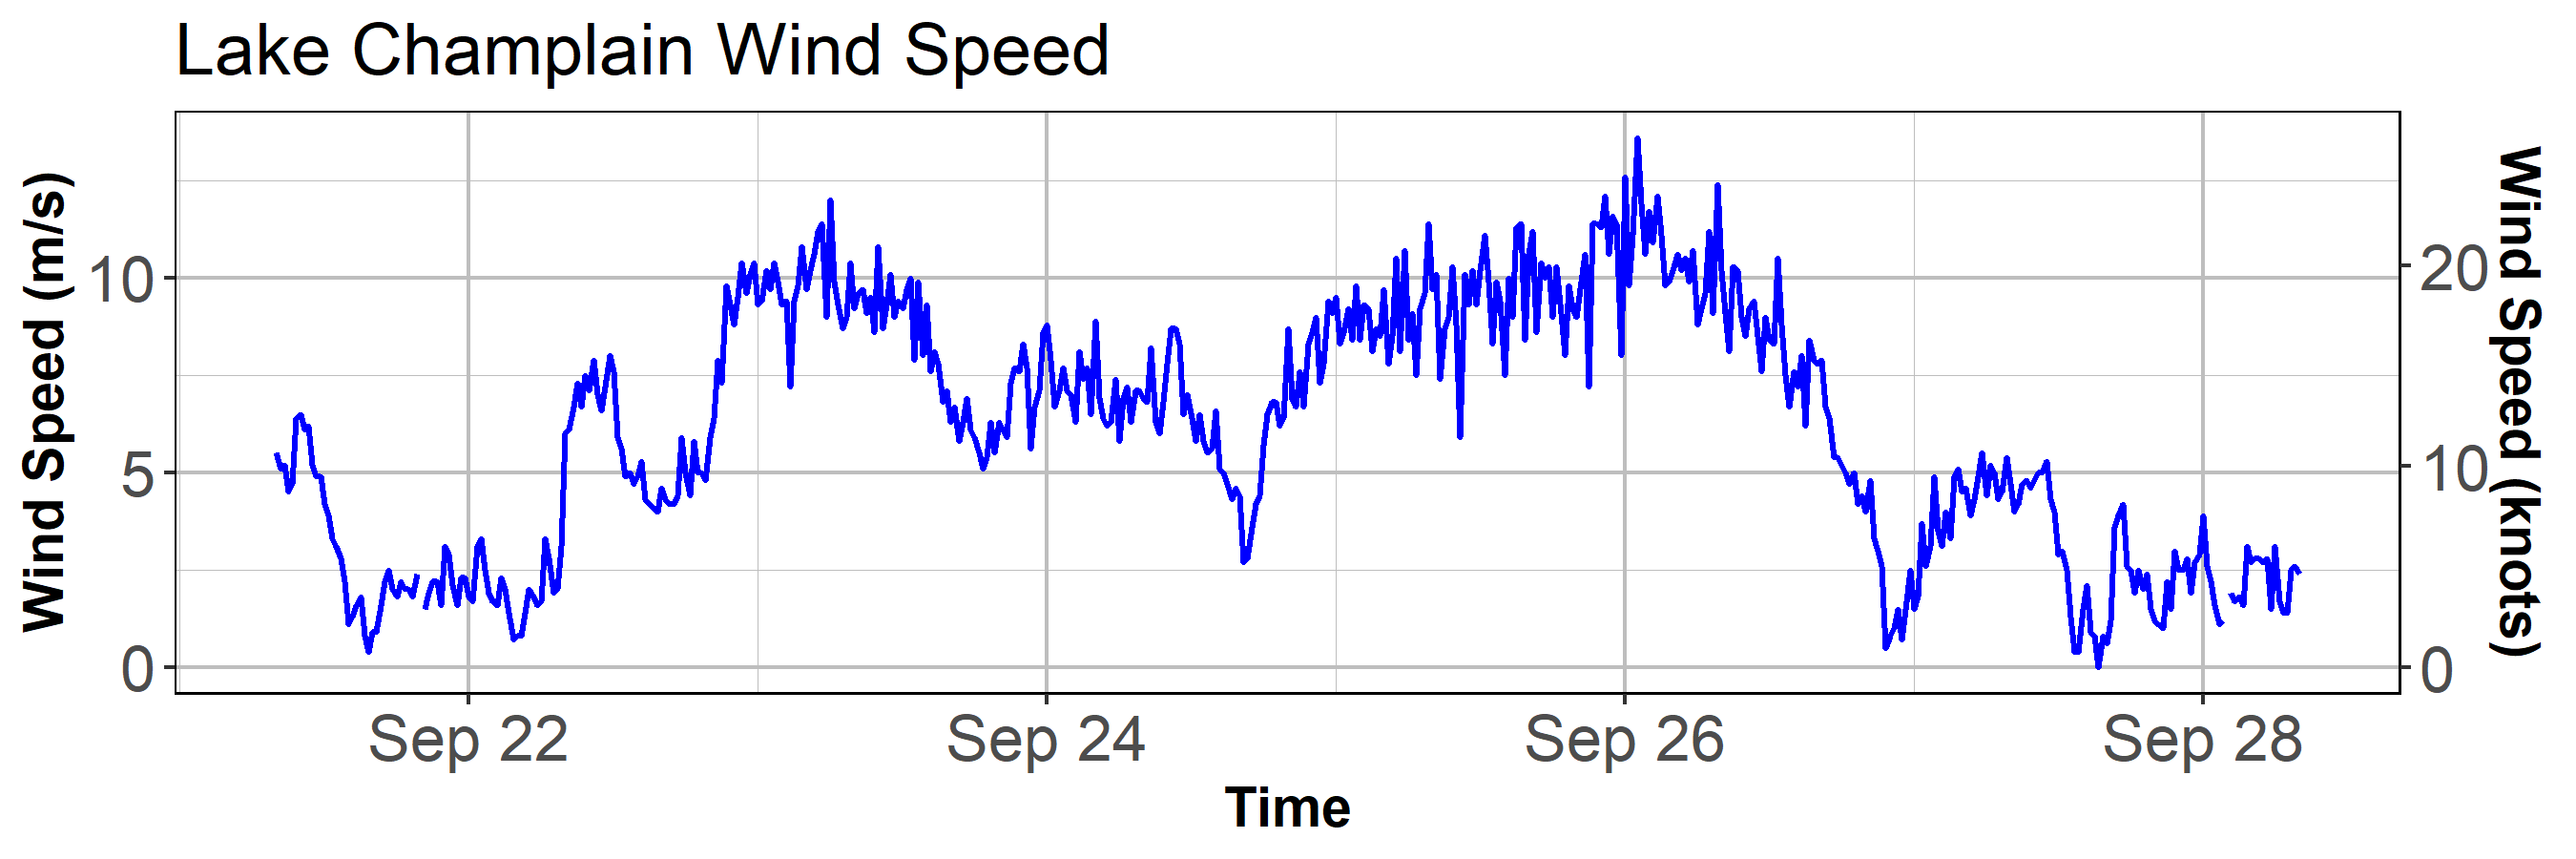 Lake Champlain Wind Speed
Wind Speed (m/s)
10
5
0
20
10
0
Wind Speed (knots)
Sep 22
Sep 24
Sep 26
Sep 28
Time